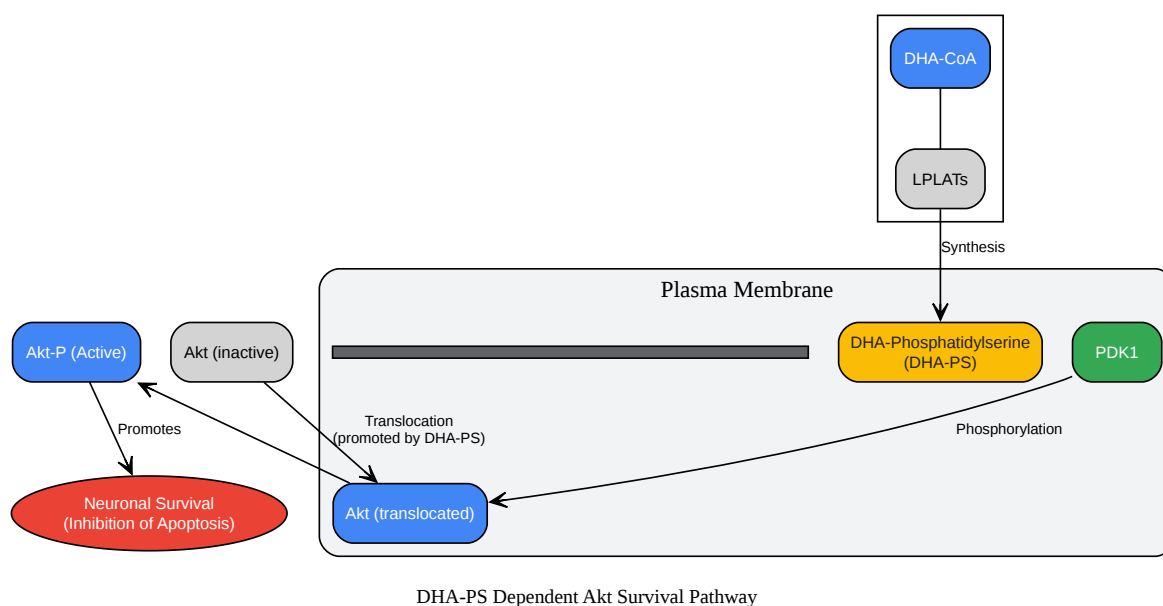 DHA-CoA
LPLATs
Synthesis
Plasma Membrane
Akt-P (Active)
Akt (inactive)
DHA-Phosphatidylserine
(DHA-PS)
PDK1
Translocation
(promoted by DHA-PS)
Promotes
Phosphorylation
Neuronal Survival
(Inhibition of Apoptosis)
Akt (translocated)
DHA-PS Dependent Akt Survival Pathway